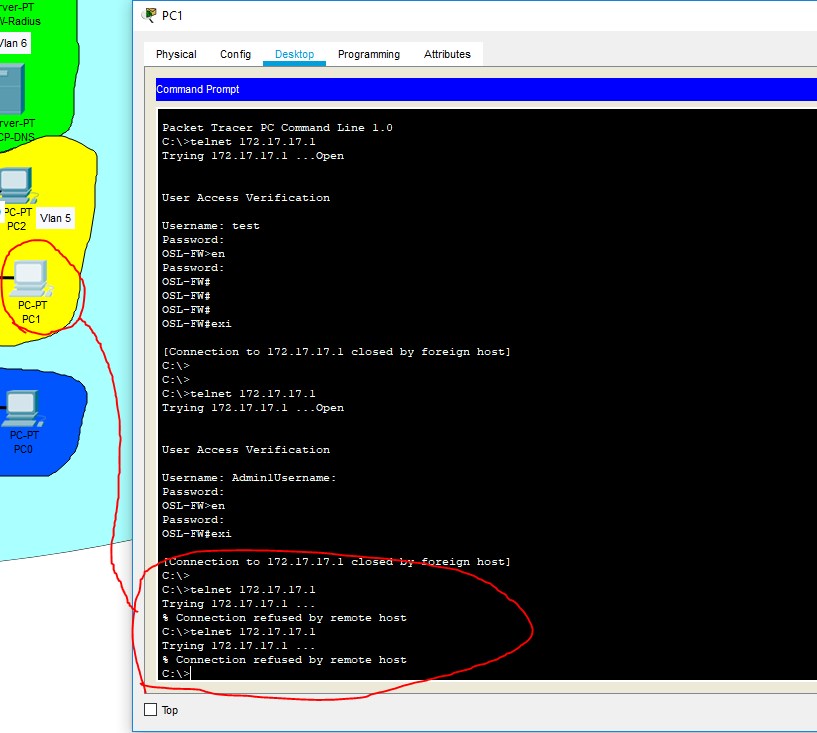 PC1
Physical Config Desktop Programming Attributes
Command Prompt
Packet Tracer PC Command Line 1.0
C:\>telnet 172.17.17.1
Trying 172.17.17.1 ...Open
User Access Verification
Username: test
Password:
OSL-FW>en
Password:
OSL-FW#
OSL-FW#
OSL-FW#
OSL-FW#exi
[Connection to 172.17.17.1 closed by foreign host]
C:\>
C:\>
C:\>telnet 172.17.17.1
Trying 172.17.17.1 ...Open
User Access Verification
Username: Admin1Username:
Password:
OSL-FW>en
Password:
OSL-FW#exi
[Connection to 172.17.17.1 closed by foreign host]
C:\>
C:\>telnet 172.17.17.1
Trying 172.17.17.1 ...
% Connection refused by remote host
C:\>telnet 172.17.17.1
Trying 172.17.17.1 ...
% Connection refused by remote host
C:\>
Top
rver-PT
W-Radius
Vlan 6
rver-PT
CP-DNS
PC-PT
PC2
Vlan 5
PC-PT
PC1
PC-PT
PC0